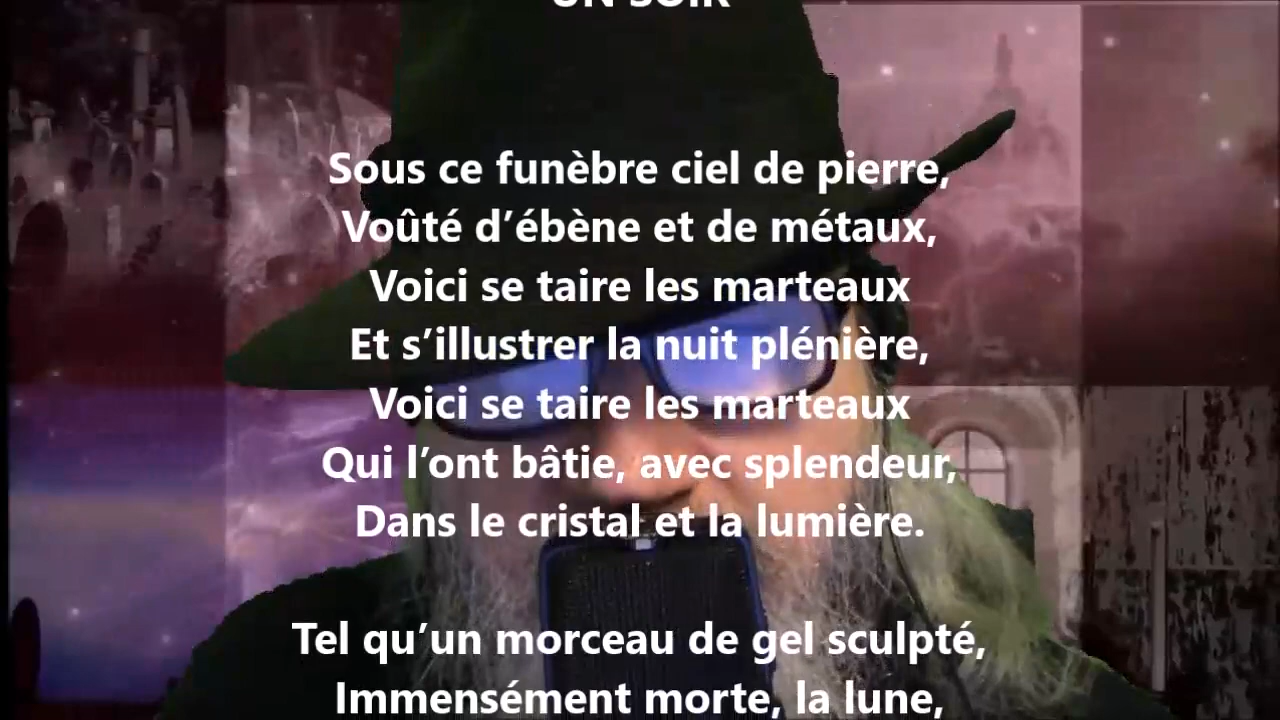 UN SOIR
Sous ce funèbre ciel de pierre,
Voûté d’ébène et de métaux,
Voici se taire les marteaux
Et s’illustrer la nuit plénière,
Voici se taire les marteaux
Qui l’ont bâtie, avec splendeur,
Dans le cristal et la lumière.
Tel qu’un morceau de gel sculpté,
Immensément morte, la lune,